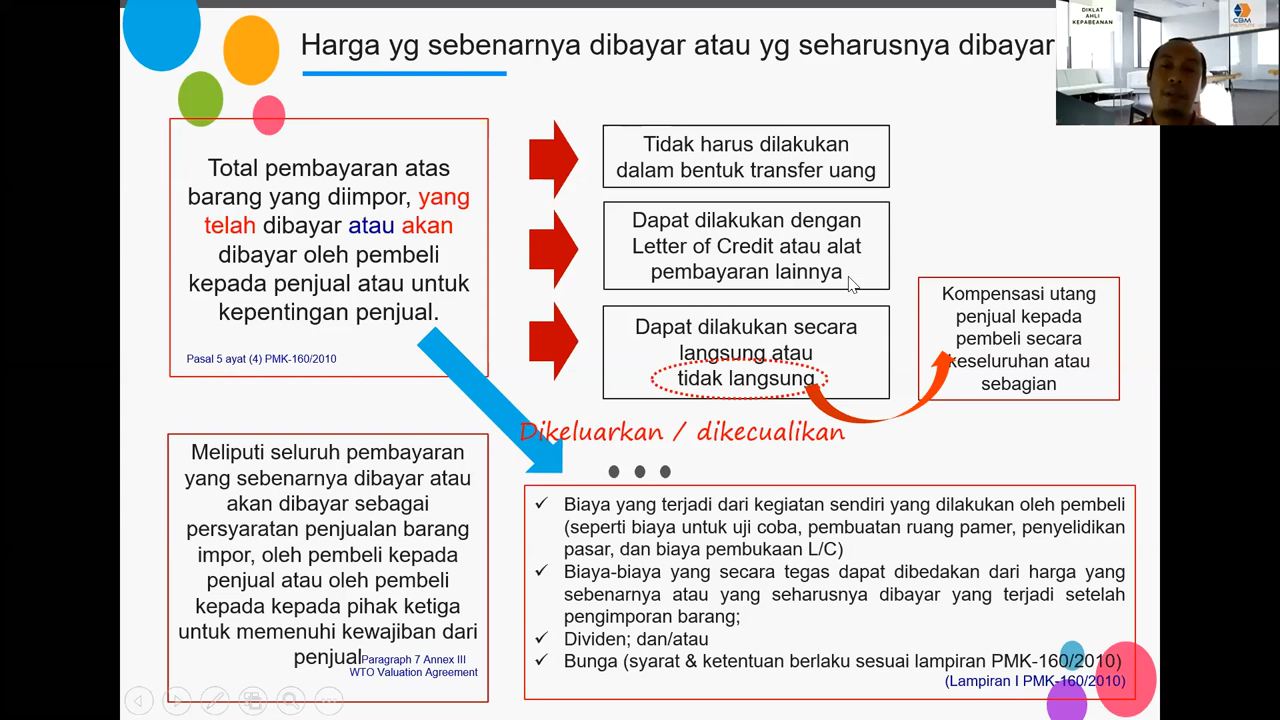 Harga yg sebenarnya dibayar atau yg seharusnya dibayar
DIKLAT
AHLI
KEPABEANAN
CBM
Total pembayaran atas
barang yang diimpor, yang
telah dibayar atau akan
dibayar oleh pembeli
kepada penjual atau untuk
kepentingan penjual.
Pasal 5 ayat (4) PMK-160/2010
Tidak harus dilakukan
dalam bentuk transfer uang
Dapat dilakukan dengan
Letter of Credit atau alat
pembayaran lainnya
Dapat dilakukan secara
langsung atau
tidak langsung
Kompensasi utang
penjual kepada
pembeli secara
keseluruhan atau
sebagian
Dikeluarkan / dikecualikan
Meliputi seluruh pembayaran
yang sebenarnya dibayar atau
akan dibayar sebagai
persyaratan penjualan barang
impor, oleh pembeli kepada
penjual atau oleh pembeli
kepada kepada pihak ketiga
untuk memenuhi kewajiban dari
penjual
Paragraph 7 Annex III
WTO Valuation Agreement
✓ Biaya yang terjadi dari kegiatan sendiri yang dilakukan oleh pembeli
(seperti biaya untuk uji coba, pembuatan ruang pamer, penyelidikan
pasar, dan biaya pembukaan L/C)
✓ Biaya-biaya yang secara tegas dapat dibedakan dari harga yang
sebenarnya atau yang seharusnya dibayar yang terjadi setelah
pengimporan barang;
✓ Dividen; dan/atau
✓ Bunga (syarat & ketentuan berlaku sesuai lampiran PMK-160/2010)
(Lampiran I PMK-160/2010)